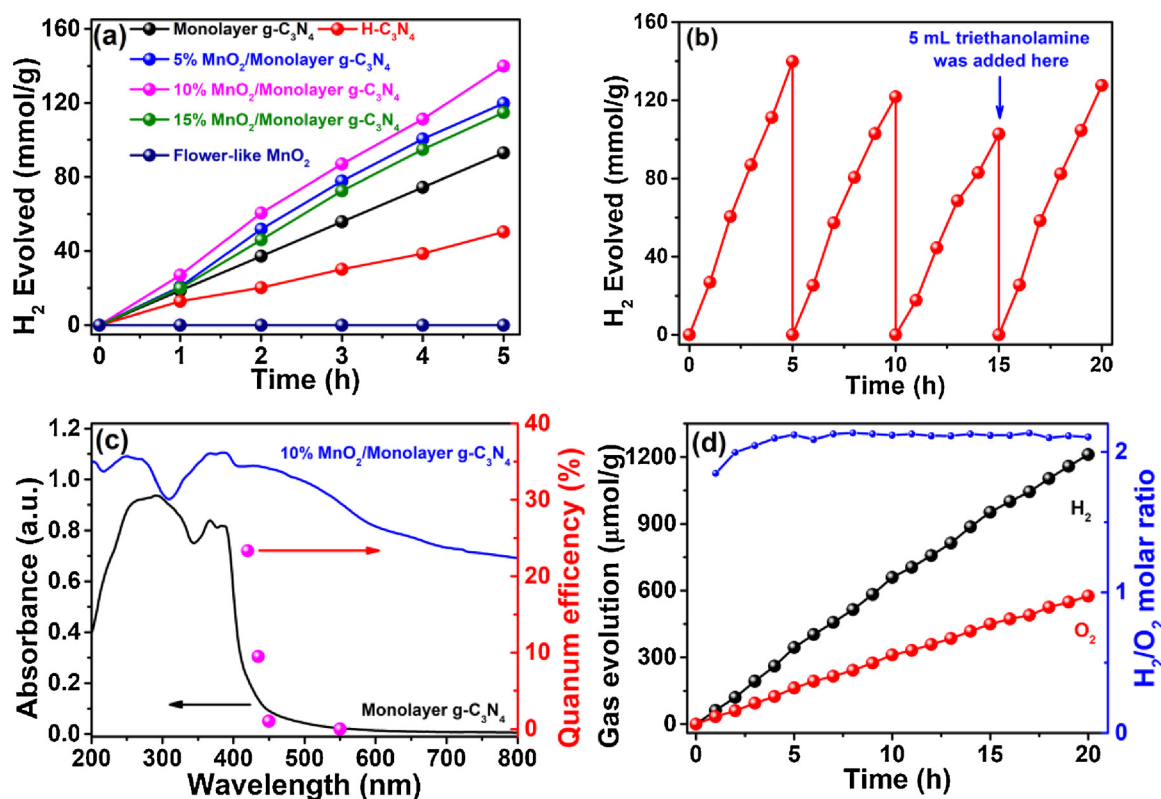 (a)
Monolayer g-C₃N₄ H-C₃N₄
5% MnO₂/Monolayer g-C₃N₄
10% MnO₂/Monolayer g-C₃N₄
15% MnO₂/Monolayer g-C₃N₄
Flower-like MnO₂
H₂ Evolved (mmol/g)
160
120
80
40
0
0 1 2 3 4 5
Time (h)
(b)
5 mL triethanolamine
was added here
H₂ Evolved (mmol/g)
160
120
80
40
0
0 5 10 15 20
Time (h)
(c)
10% MnO₂/Monolayer g-C₃N₄
Monolayer g-C₃N₄
Absorbance (a.u.)
1.2
1.0
0.8
0.6
0.4
0.2
0.0
200 300 400 500 600 700 800
Wavelength (nm)
40
30
20
10
0
Quanum efficency (%)
(d)
H₂
O₂
Gas evolution (μmol/g)
1200
900
600
300
0
0 5 10 15 20
Time (h)
2
1
0
H₂/O₂ molar ratio